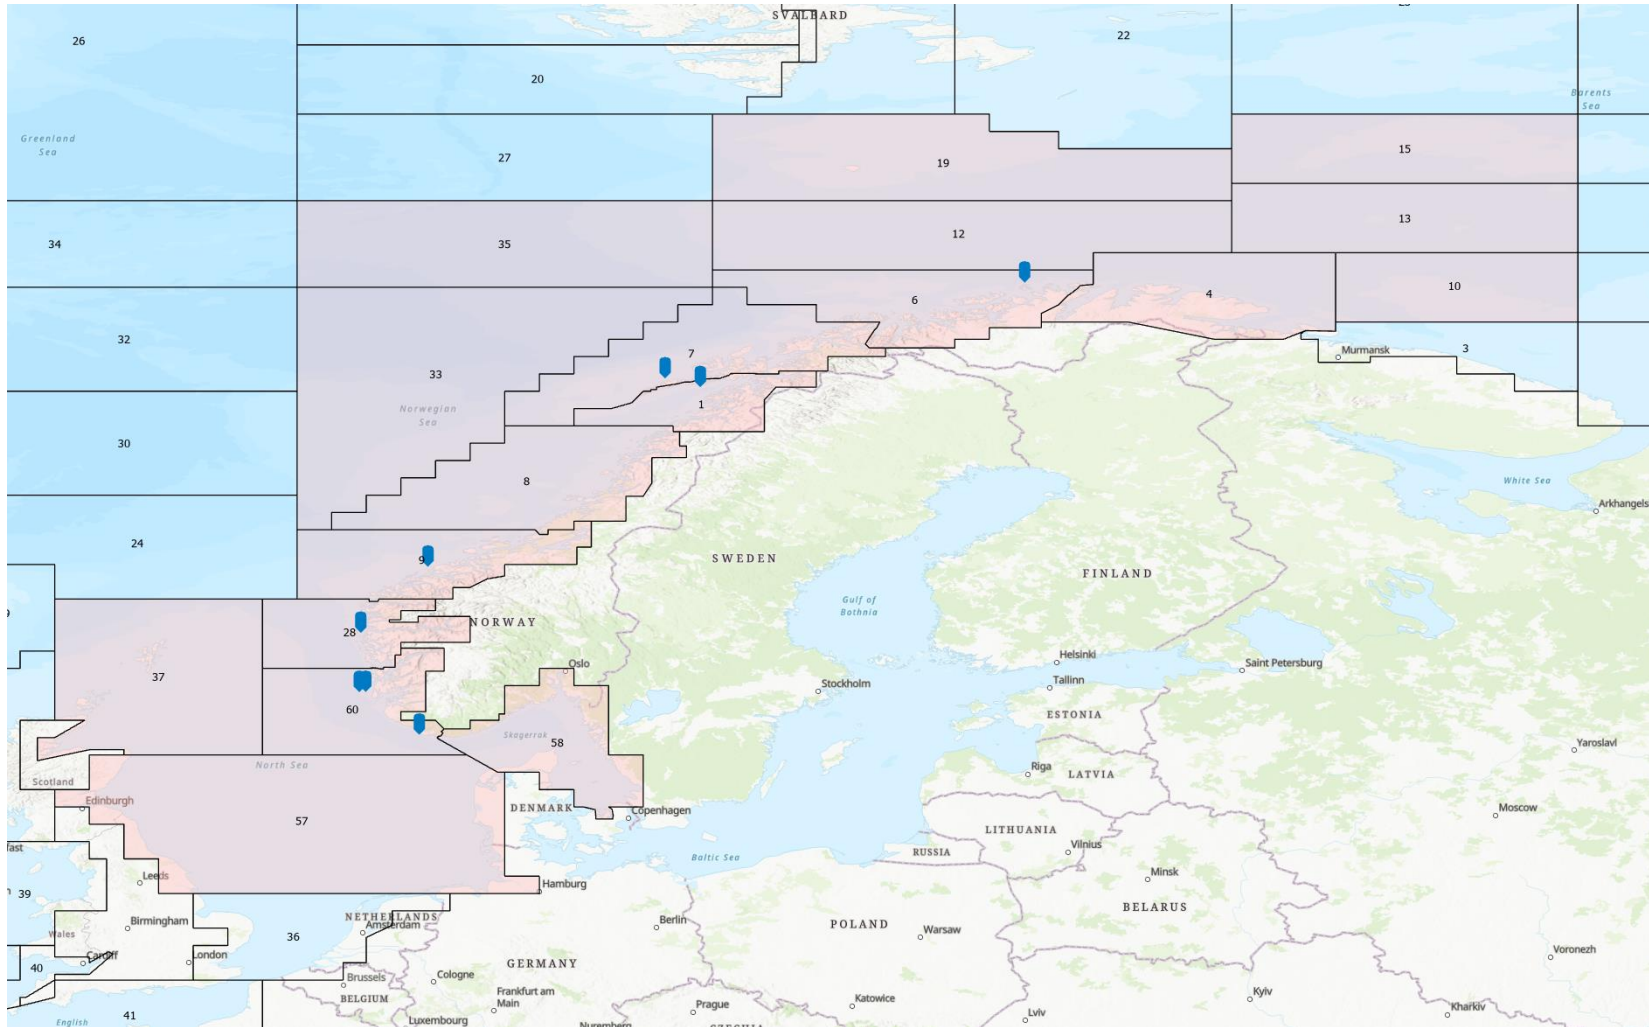 SVALBARD
26
22
20
Barents
Sea
Greenland
Sea
27
19
15
34
35
12
13
6
4
10
32
7
33
Norwegian
Sea
1
Murmansk
3
30
8
White Sea
Arkhangels
24
9
SWEDEN
FINLAND
Gulf of
Bothnia
28
NORWAY
37
Oslo
Helsinki
Saint Petersburg
Tallinn
Stockholm
60
ESTONIA
Skagerrak
58
Yaroslavl
North Sea
Scotland
Riga
LATVIA
Edinburgh
DENMARK
Copenhagen
Moscow
57
LITHUANIA
Vilnius
fast
Baltic Sea
RUSSIA
Minsk
Leeds
Hamburg
39
BELARUS
Birmingham
NETHERLANDS
Amsterdam
Berlin
POLAND
Wales
36
Warsaw
Cardiff
London
Voronezh
40
GERMANY
Brussels
Cologne
BELGIUM
Frankfurt am
Main
Prague
Katowice
Kyiv
Kharkiv
41
English
Luxembourg
Lviv